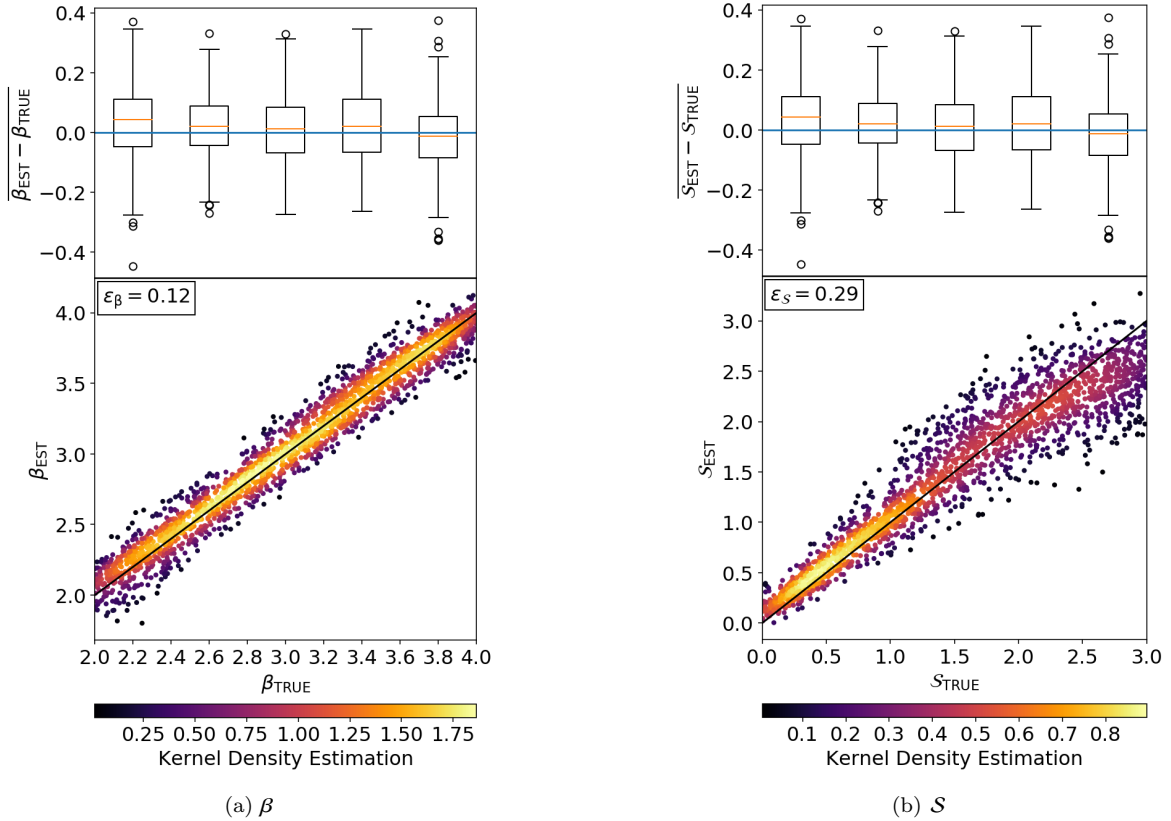 0.4
0.2
0.0
−0.2
−0.4
β_EST − β_TRUE
ε_β = 0.12
4.0
3.5
3.0
2.5
2.0
β_EST
2.0 2.2 2.4 2.6 2.8 3.0 3.2 3.4 3.6 3.8 4.0
β_TRUE
0.25 0.50 0.75 1.00 1.25 1.50 1.75
Kernel Density Estimation
(a) β
0.4
0.2
0.0
−0.2
−0.4
𝒮_EST − 𝒮_TRUE
ε_𝒮 = 0.29
3.0
2.5
2.0
1.5
1.0
0.5
0.0
𝒮_EST
0.0 0.5 1.0 1.5 2.0 2.5 3.0
𝒮_TRUE
0.1 0.2 0.3 0.4 0.5 0.6 0.7 0.8
Kernel Density Estimation
(b) 𝒮